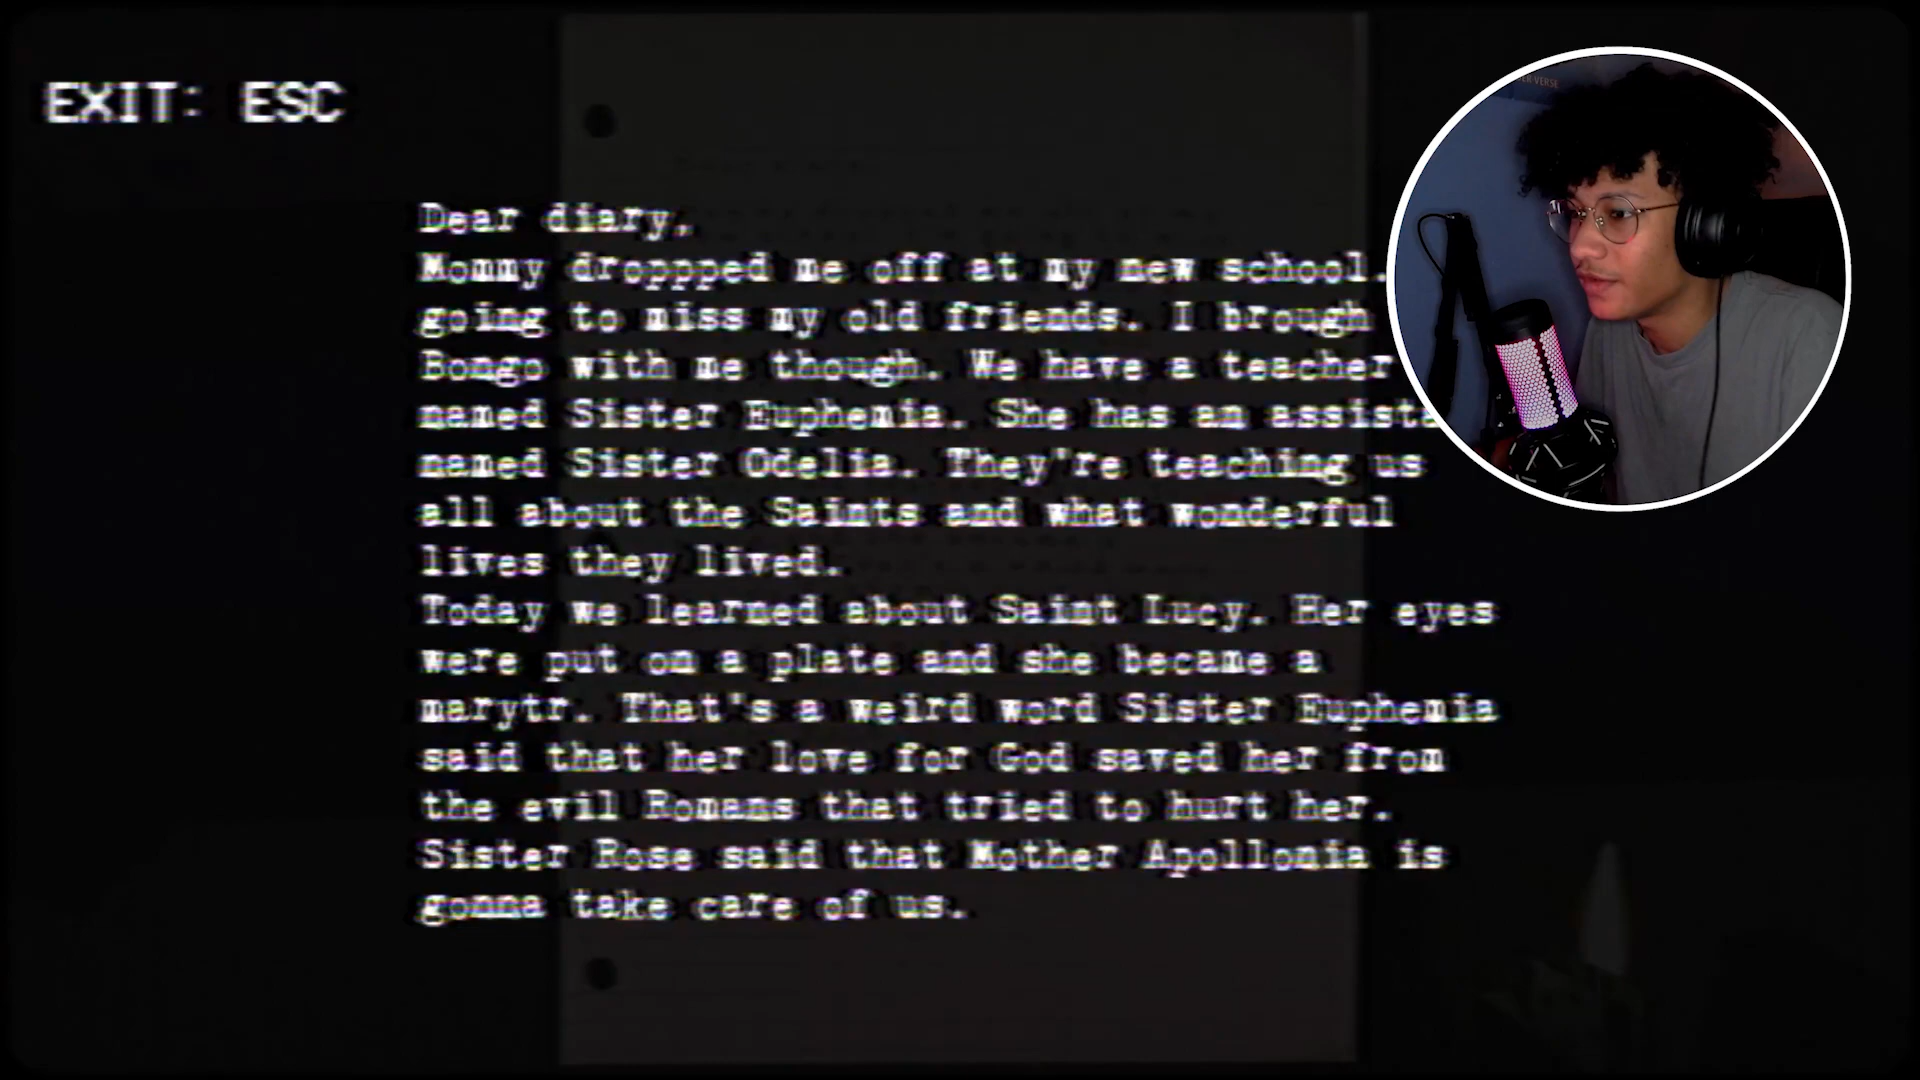 EXIT: ESC
Dear diary,
Mommy droppped me off at my new school.
going to miss my old friends. I brough
Bongo with me though. We have a teacher
named Sister Euphemia. She has an assista
named Sister Odelia. They're teaching us
all about the Saints and what wonderful
lives they lived.
Today we learned about Saint Lucy. Her eyes
were put on a plate and she became a
marytr. That's a weird word Sister Euphemia
said that her love for God saved her from
the evil Romans that tried to hurt her.
Sister Rose said that Mother Apollonia is
gonna take care of us.